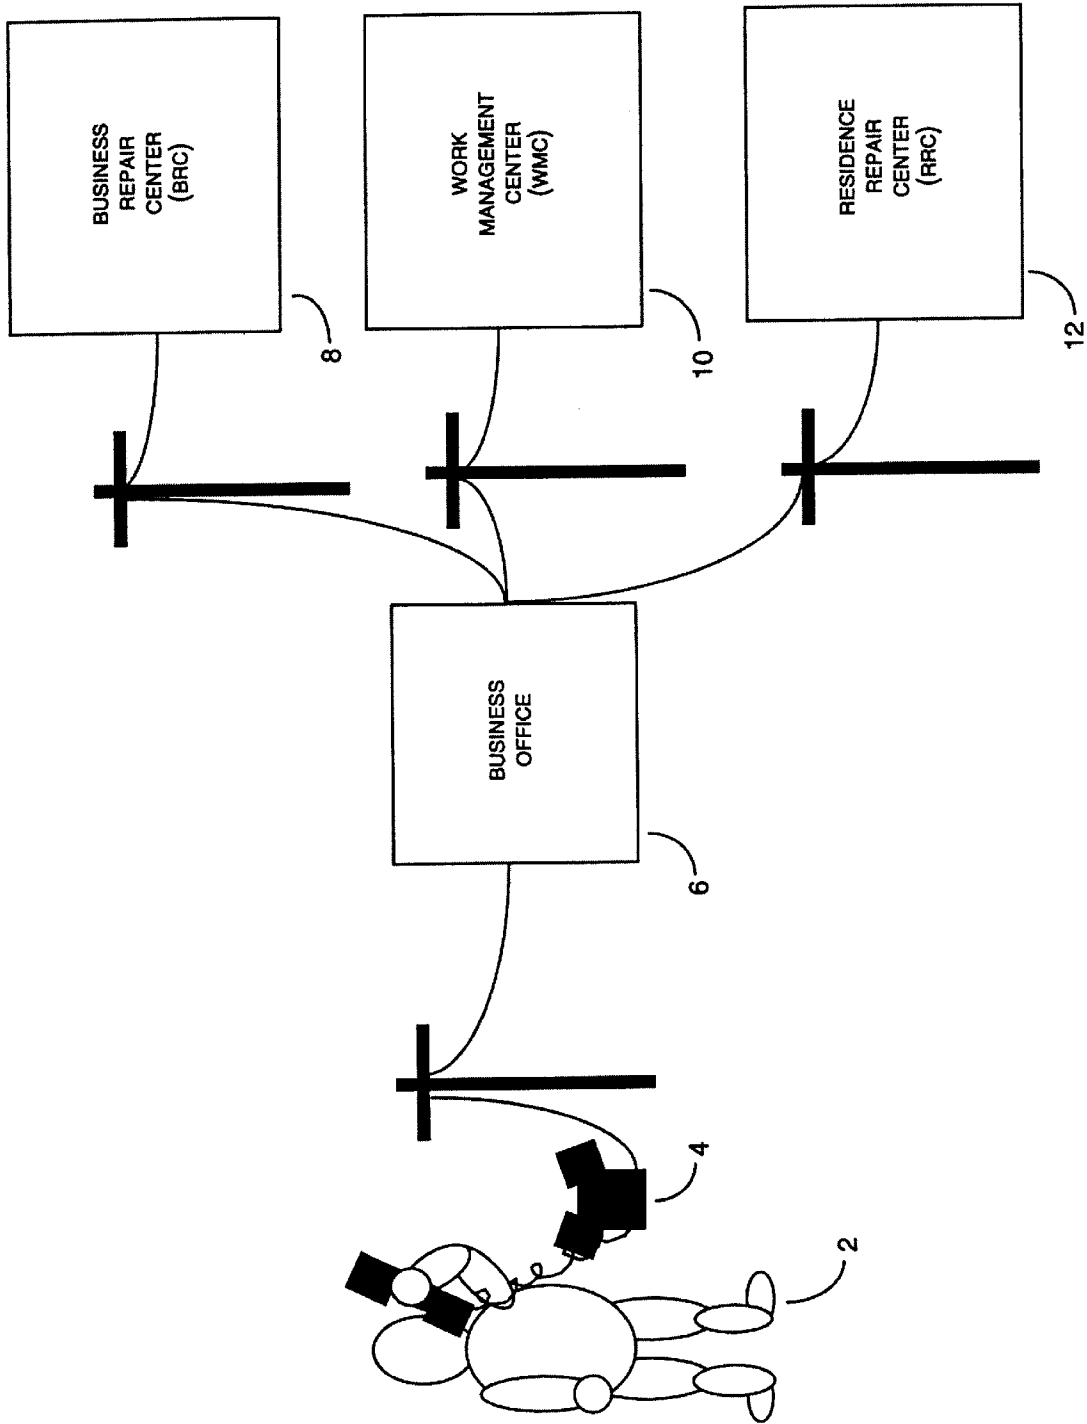 BUSINESS
REPAIR
CENTER
(BRC)
8
WORK
MANAGEMENT
CENTER
(WMC)
10
RESIDENCE
REPAIR
CENTER
(RRC)
12
BUSINESS
OFFICE
6
4
2